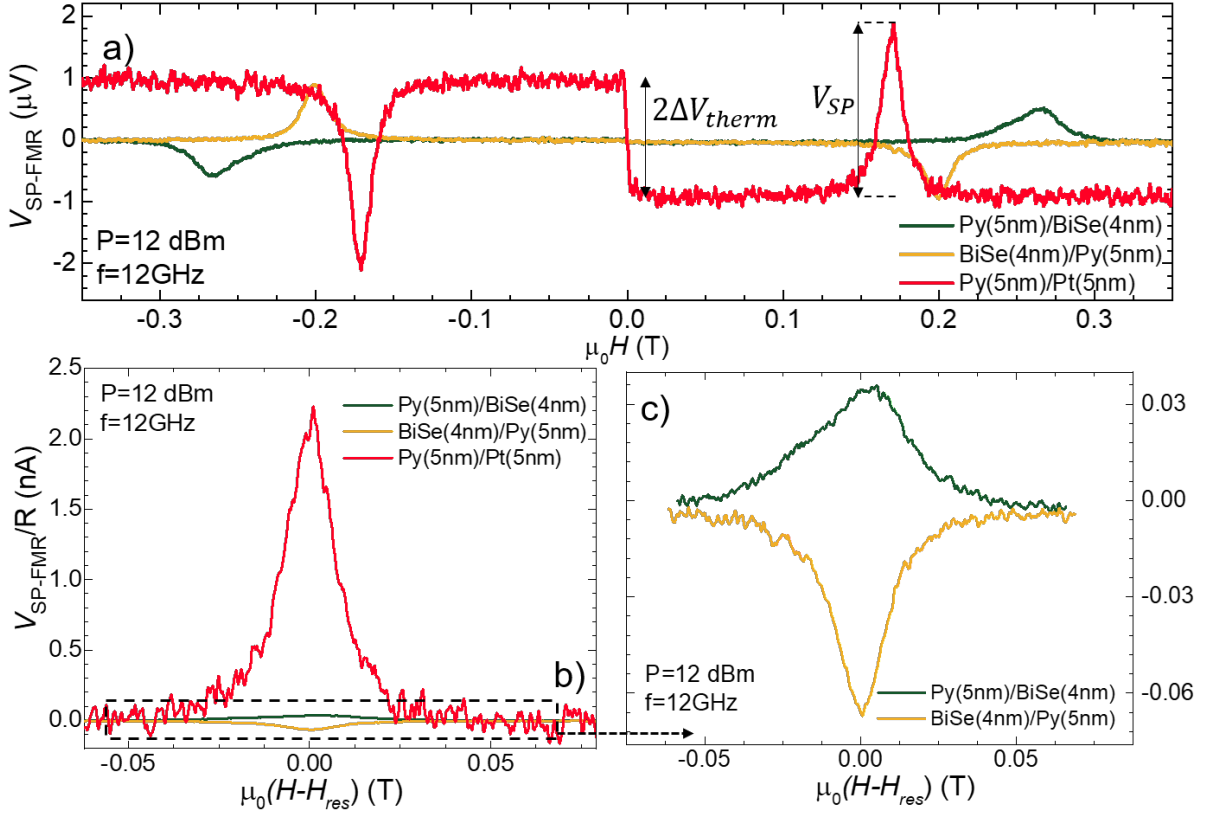 a)
V_SP-FMR (μV)
2
1
0
-1
-2
2ΔV_therm
V_SP
P=12 dBm
f=12GHz
Py(5nm)/BiSe(4nm)
BiSe(4nm)/Py(5nm)
Py(5nm)/Pt(5nm)
-0.3 -0.2 -0.1 0.0 0.1 0.2 0.3
μ₀H (T)
V_SP-FMR/R (nA)
2.5
2.0
1.5
1.0
0.5
0.0
P=12 dBm
f=12GHz
Py(5nm)/BiSe(4nm)
BiSe(4nm)/Py(5nm)
Py(5nm)/Pt(5nm)
b)
-0.05 0.00 0.05
μ₀(H-H_res) (T)
c)
0.03
0.00
-0.03
-0.06
P=12 dBm
f=12GHz
Py(5nm)/BiSe(4nm)
BiSe(4nm)/Py(5nm)
-0.05 0.00 0.05
μ₀(H-H_res) (T)